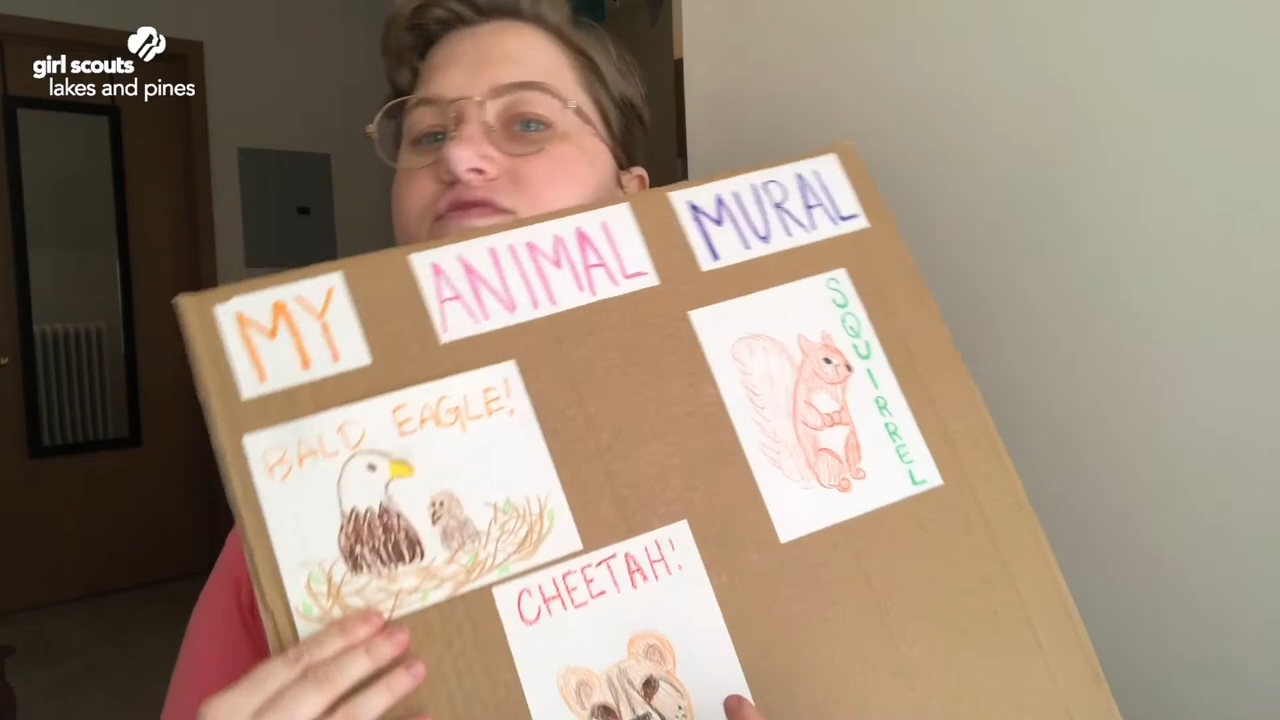 girl scouts
lakes and pines
MY ANIMAL MURAL
BALD EAGLE!
SQUIRREL
CHEETAH!